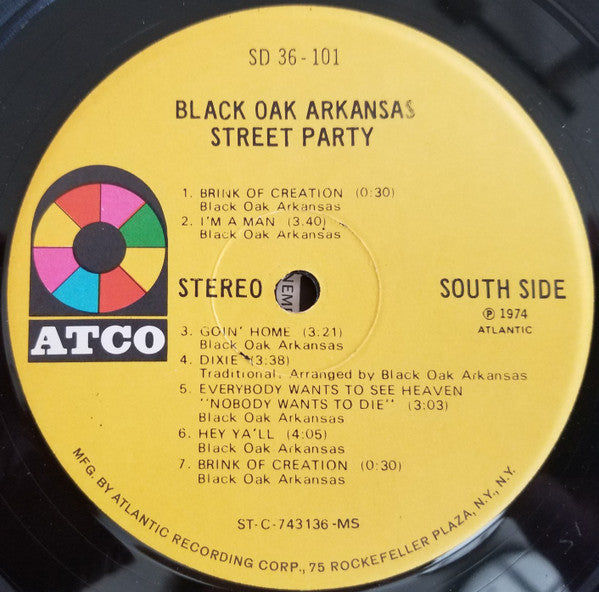 SD 36-101
BLACK OAK ARKANSAS
STREET PARTY
1. BRINK OF CREATION (0:30)
Black Oak Arkansas
2. I'M A MAN (3.40)
Black Oak Arkansas
STEREO
SOUTH SIDE
℗ 1974
ATLANTIC
ATCO
3. GOIN' HOME (3:21)
Black Oak Arkansas
4. DIXIE (3:38)
Traditional, Arranged by Black Oak Arkansas
5. EVERYBODY WANTS TO SEE HEAVEN
"NOBODY WANTS TO DIE" (3:03)
Black Oak Arkansas
6. HEY YA'LL (4:05)
Black Oak Arkansas
7. BRINK OF CREATION (0:30)
Black Oak Arkansas
ST-C-743136-MS
MFG. BY ATLANTIC RECORDING CORP., 75 ROCKEFELLER PLAZA, N.Y., N.Y.